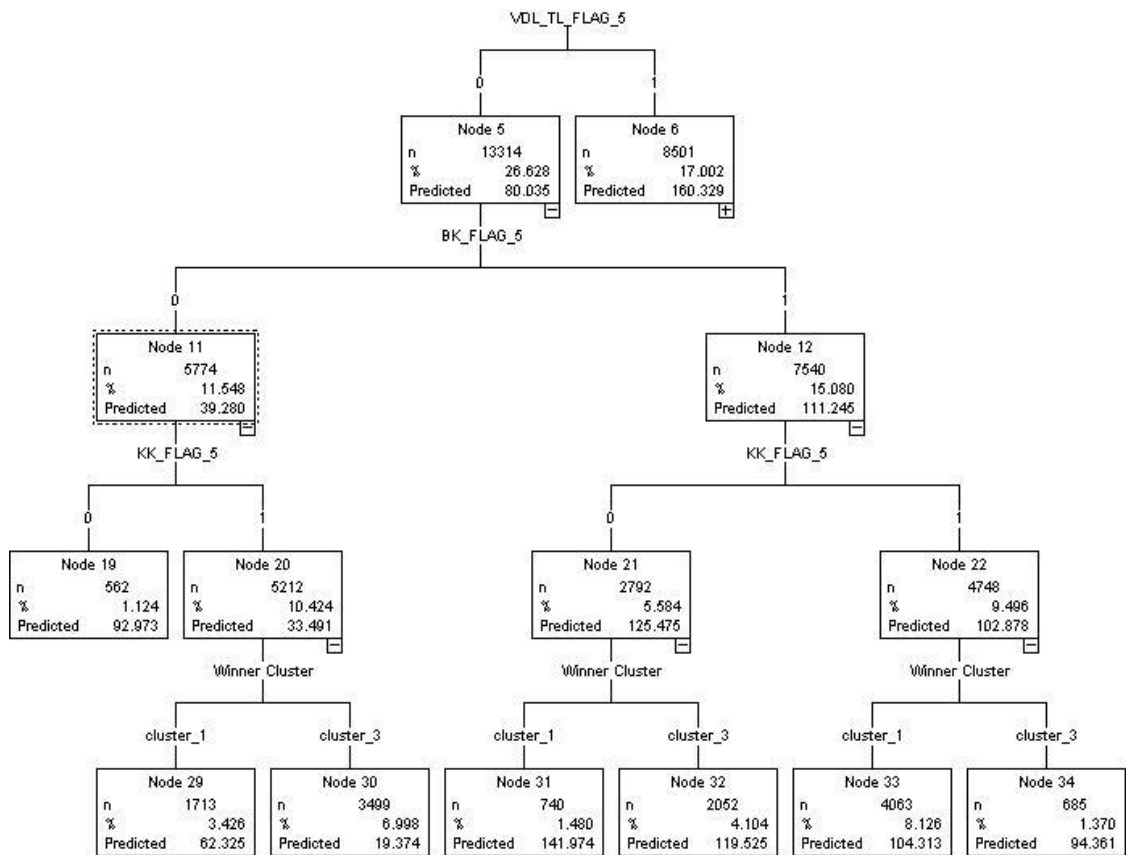 VDL_TL_FLAG_5
0 1
Node 5
n 13314
% 26.628
Predicted 80.035
Node 6
n 8501
% 17.002
Predicted 160.329
BK_FLAG_5
0 1
Node 11
n 5774
% 11.548
Predicted 39.280
Node 12
n 7540
% 15.080
Predicted 111.245
KK_FLAG_5 KK_FLAG_5
0 1 0 1
Node 19
n 562
% 1.124
Predicted 92.973
Node 20
n 5212
% 10.424
Predicted 33.491
Node 21
n 2792
% 5.584
Predicted 125.475
Node 22
n 4748
% 9.496
Predicted 102.878
Winner Cluster Winner Cluster Winner Cluster
cluster_1 cluster_3 cluster_1 cluster_3 cluster_1 cluster_3
Node 29
n 1713
% 3.426
Predicted 62.325
Node 30
n 3499
% 6.998
Predicted 19.374
Node 31
n 740
% 1.480
Predicted 141.974
Node 32
n 2052
% 4.104
Predicted 119.525
Node 33
n 4063
% 8.126
Predicted 104.313
Node 34
n 685
% 1.370
Predicted 94.361